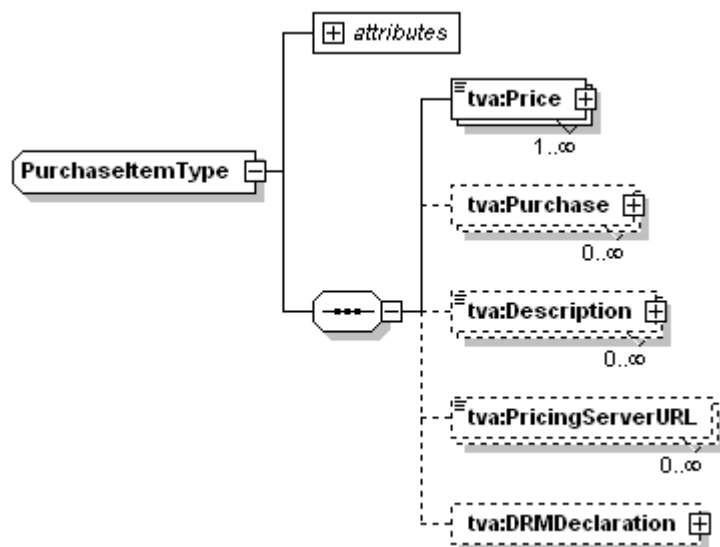 attributes
tva:Price
1..∞
PurchaseItemType
tva:Purchase
0..∞
tva:Description
0..∞
tva:PricingServerURL
0..∞
tva:DRMDeclaration